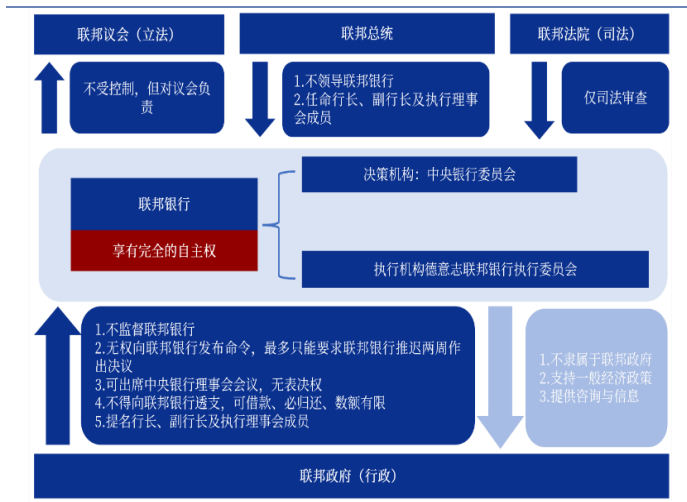 联邦议会（立法）
联邦总统
联邦法院（司法）
不受控制，但对议会负
责
1.不领导联邦银行
2.任命行长、副行长及执行理事
会成员
仅司法审查
决策机构：中央银行委员会
联邦银行
享有完全的自主权
执行机构德意志联邦银行执行委员会
1.不监督联邦银行
2.无权向联邦银行发布命令，最多只能要求联邦银行推迟两周作
出决议
3.可出席中央银行理事会会议，无表决权
4.不得向联邦银行透支，可借款、必归还、数额有限
5.提名行长、副行长及执行理事会成员
1.不隶属于联邦政府
2.支持一般经济政策
3.提供咨询与信息
联邦政府（行政）